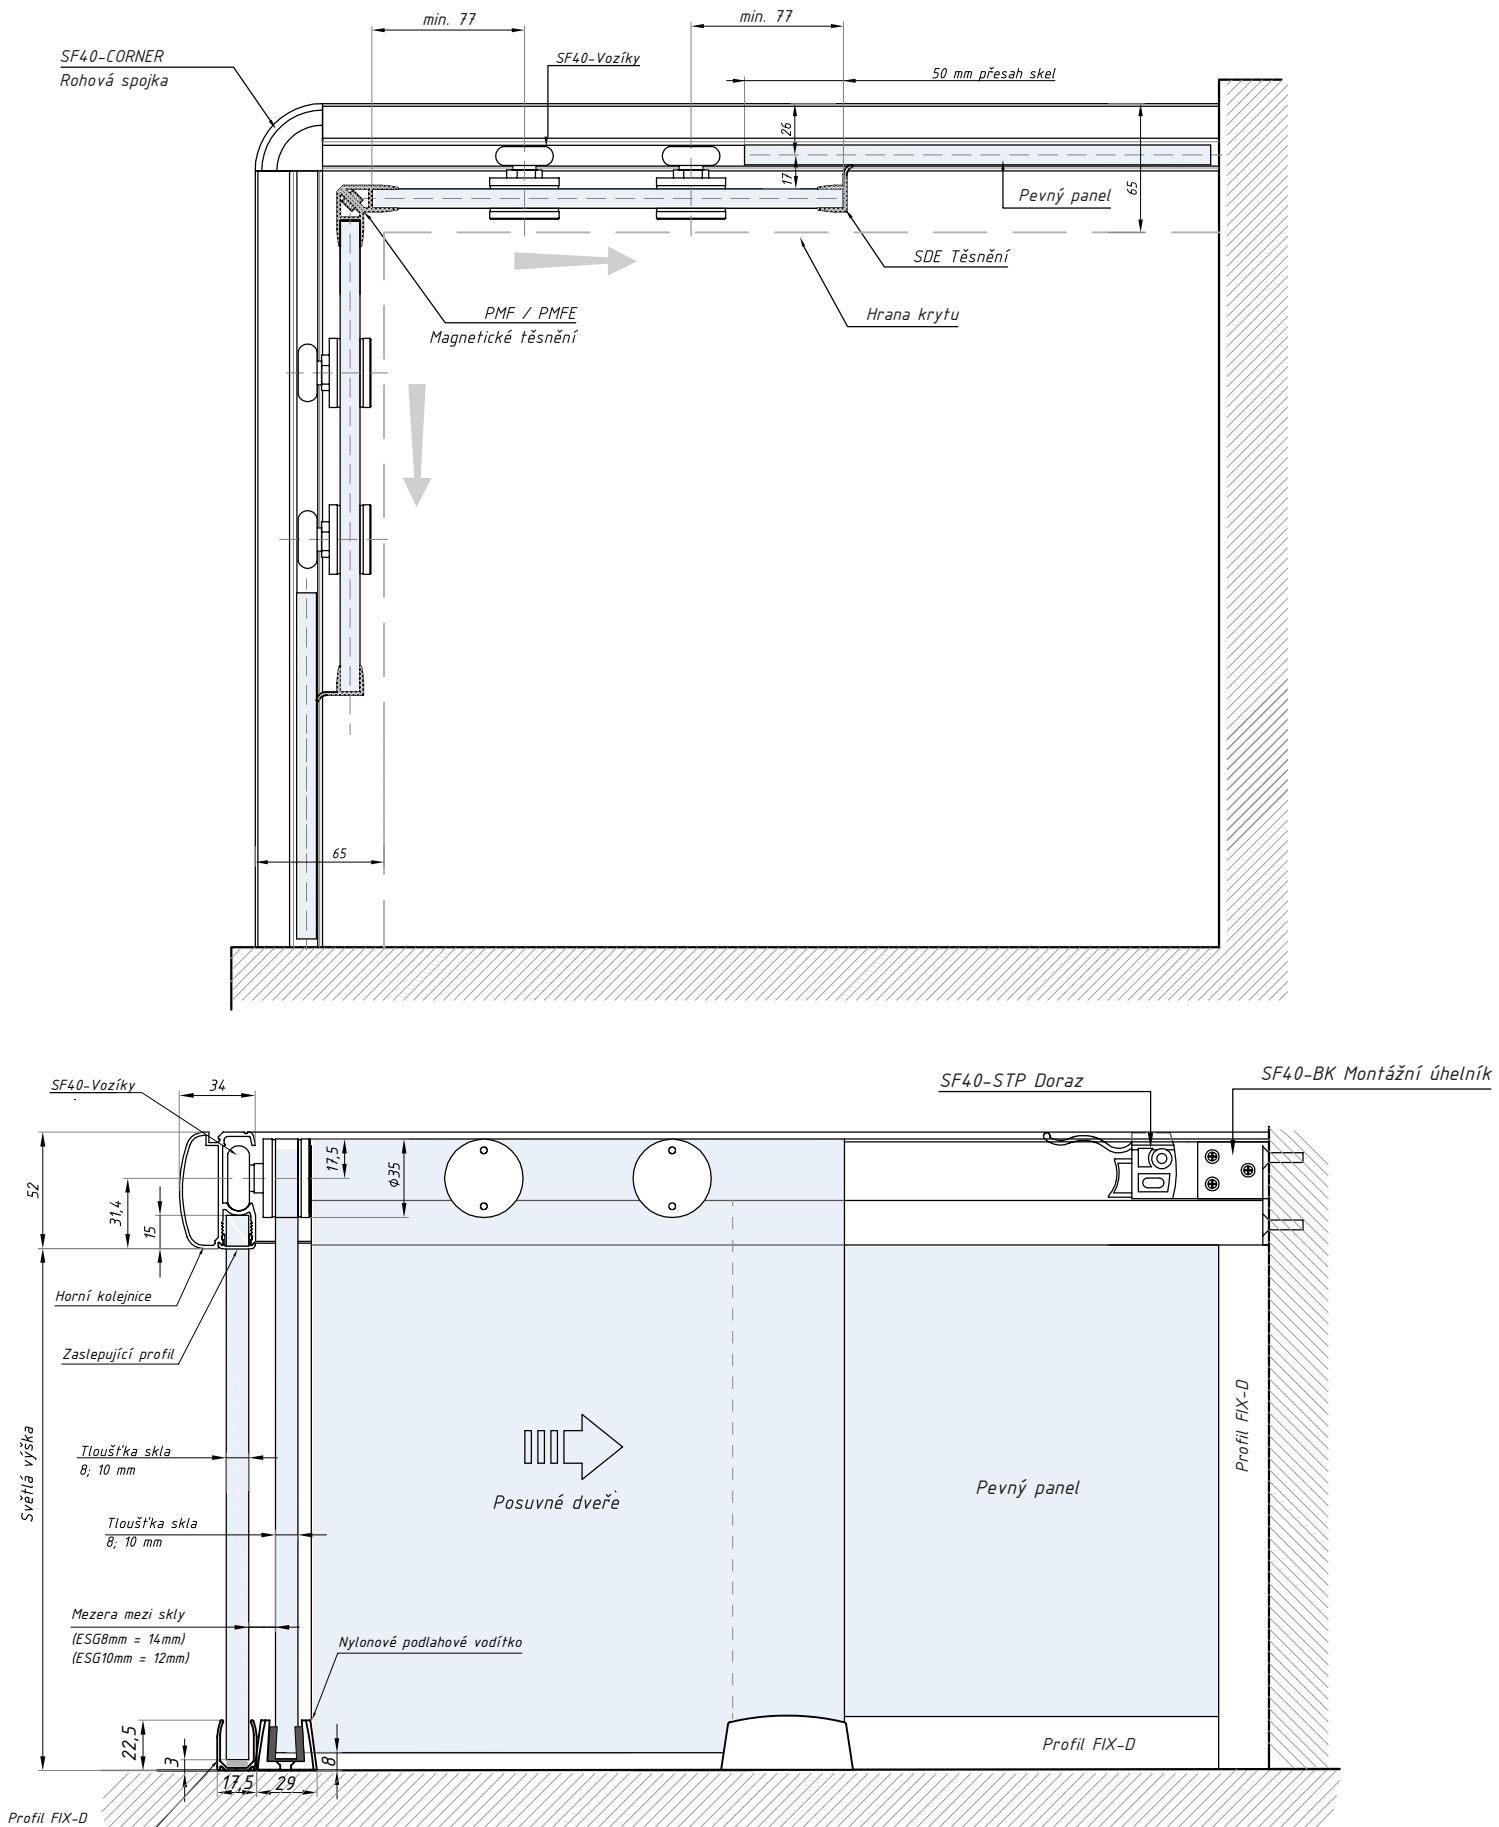 min. 77
min. 77
SF40-CORNER
Rohová spojka
SF40-Vozíky
50 mm přesah skel
26
17
65
Pevný panel
SDE Těsnění
Hrana krytu
PMF / PMFE
Magnetické těsnění
65
SF40-Vozíky
34
SF40-STP Doraz
SF40-BK Montážní úhelník
52
31,4
15
17,5
ϕ35
Horní kolejnice
Zaslepující profil
Světlá výška
Tloušťka skla
8; 10 mm
Tloušťka skla
8; 10 mm
Posuvné dveře
Pevný panel
Profil FIX-D
Mezera mezi skly
(ESG8mm = 14mm)
(ESG10mm = 12mm)
Nylonové podlahové vodítko
22,5
3
8
17,5
29
Profil FIX-D
Profil FIX-D